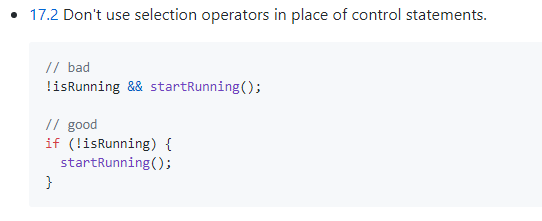 17.2 Don't use selection operators in place of control statements.
// bad
!isRunning && startRunning();
// good
if (!isRunning) {
  startRunning();
}